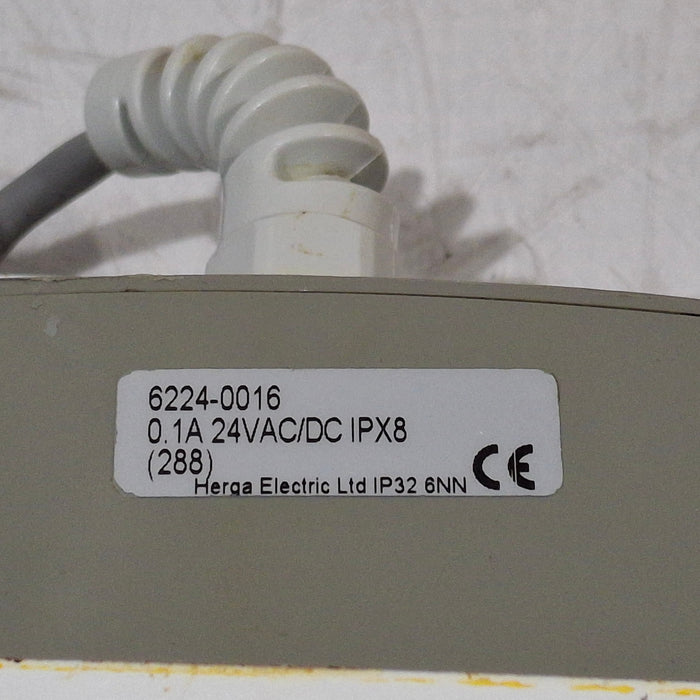 6224-0016
0.1A 24VAC/DC IPX8
(288)
Herga Electric Ltd IP32 6NN CE